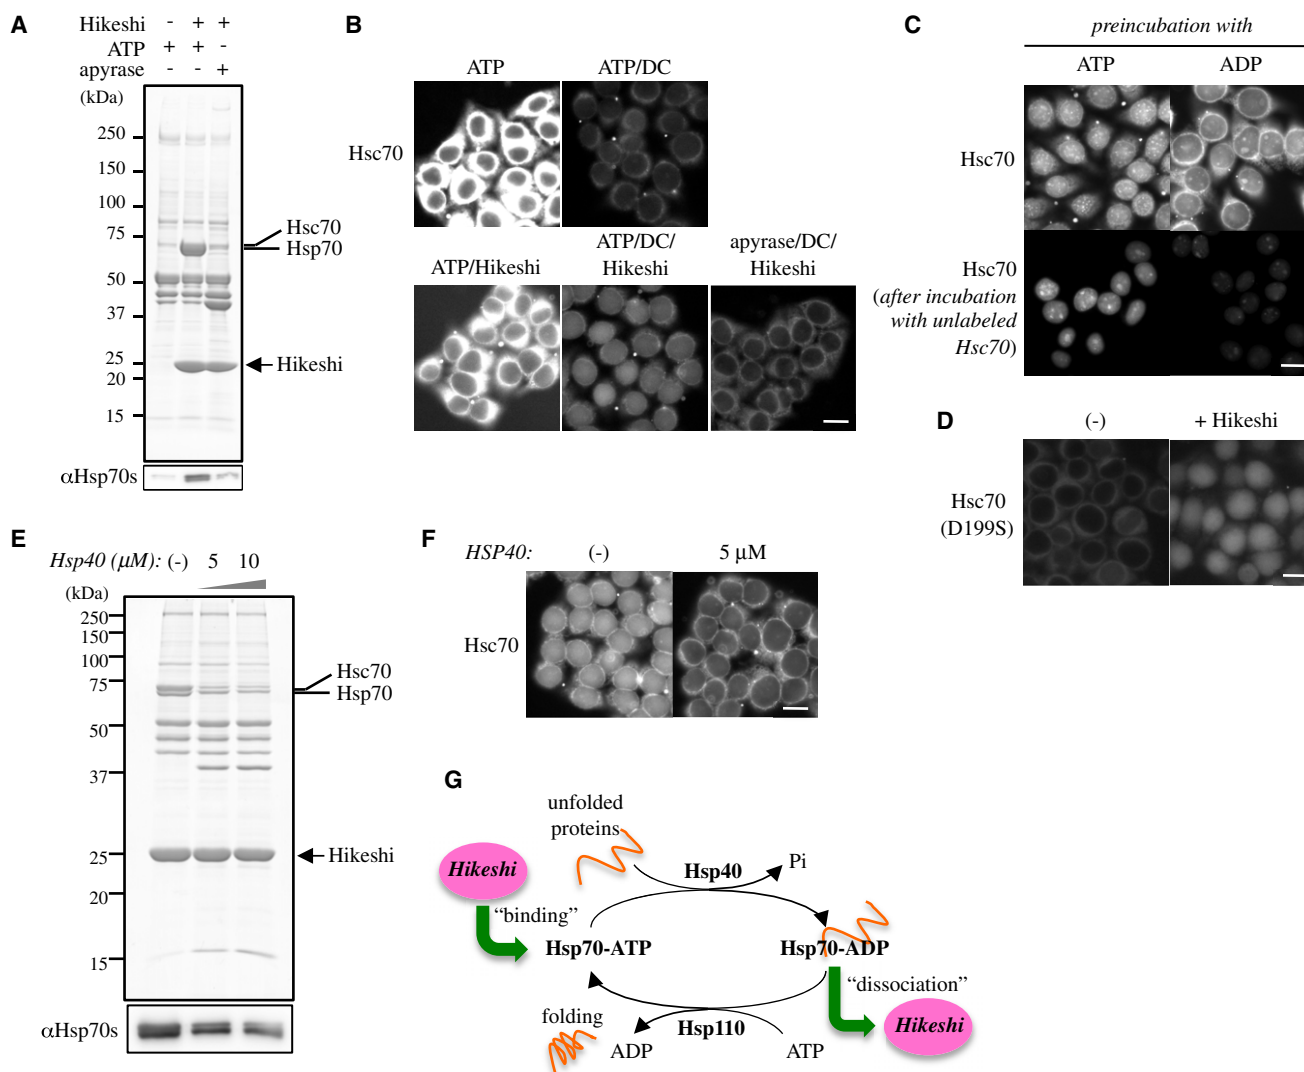 A
Hikeshi - + +
ATP + + -
apyrase - - +
(kDa)
250
150
100
75
50
37
25
20
15
Hsc70
Hsp70
Hikeshi
αHsp70s
B
ATP ATP/DC
Hsc70
ATP/Hikeshi
ATP/DC/
Hikeshi
apyrase/DC/
Hikeshi
C
preincubation with
ATP ADP
Hsc70
Hsc70
(after incubation
with unlabeled
Hsc70)
D
(-) + Hikeshi
Hsc70
(D199S)
E
Hsp40 (μM): (-) 5 10
(kDa)
250
150
100
75
50
37
25
20
15
Hsc70
Hsp70
Hikeshi
αHsp70s
F
HSP40: (-) 5 μM
Hsc70
G
unfolded
proteins
Hikeshi
Hsp40
Pi
“binding”
Hsp70-ATP
Hsp70-ADP
“dissociation”
folding
Hsp110
ADP
ATP
Hikeshi